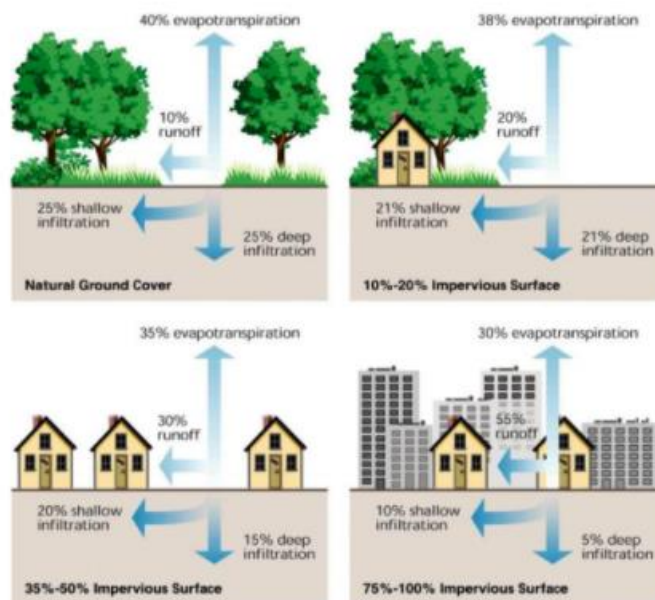 40% evapotranspiration
10%
runoff
25% shallow
infiltration
25% deep
infiltration
Natural Ground Cover
38% evapotranspiration
20%
runoff
21% shallow
infiltration
21% deep
infiltration
10%-20% Impervious Surface
35% evapotranspiration
30%
runoff
20% shallow
infiltration
15% deep
infiltration
35%-50% Impervious Surface
30% evapotranspiration
55%
runoff
10% shallow
infiltration
5% deep
infiltration
75%-100% Impervious Surface